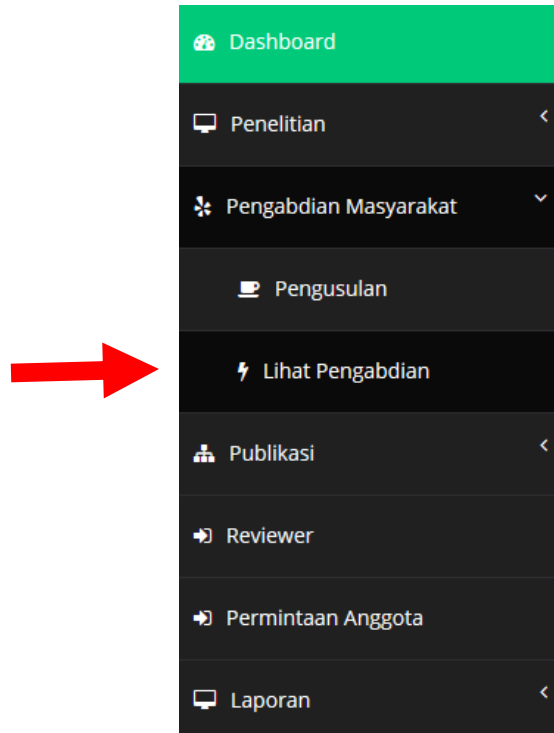 Dashboard
Penelitian
Pengabdian Masyarakat
Pengusulan
Lihat Pengabdian
Publikasi
Reviewer
Permintaan Anggota
Laporan